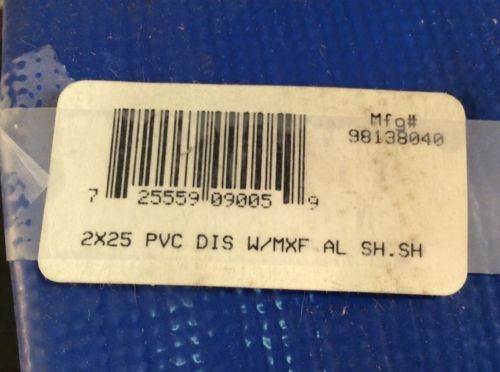 Mfg#
98138040
7 25559 09005 9
2X25 PVC DIS W/MXF AL SH.SH